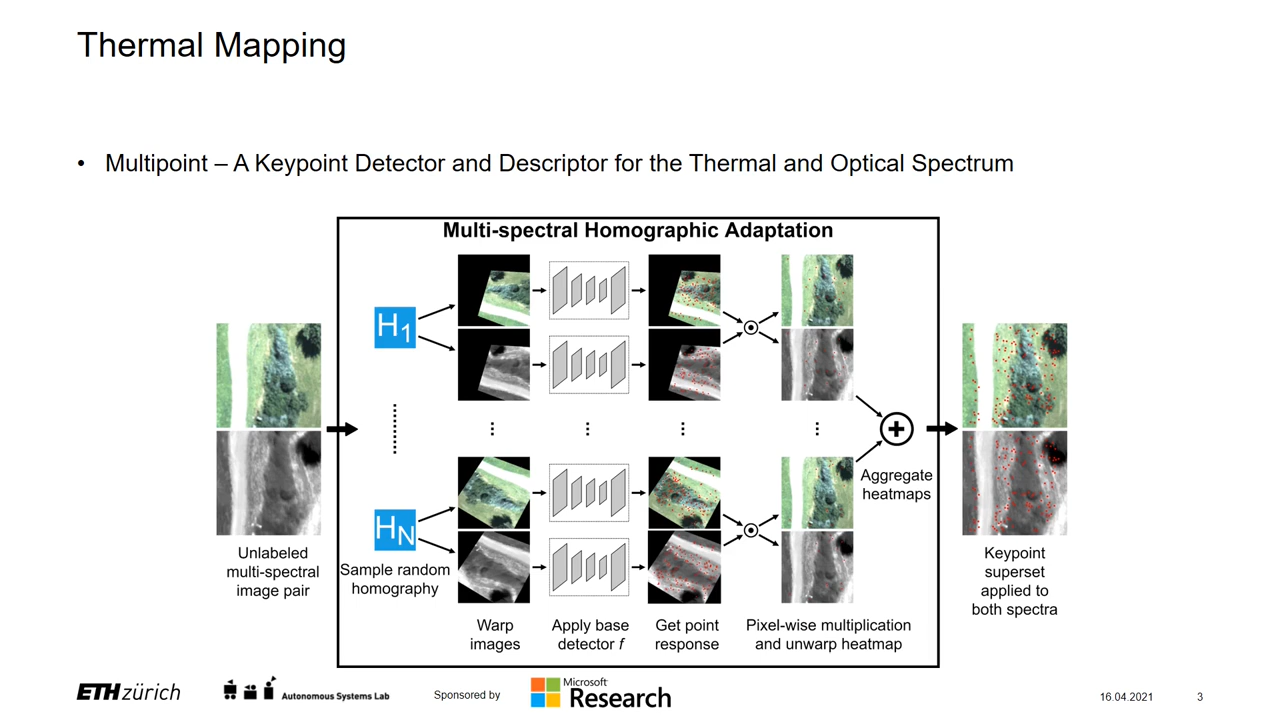 Thermal Mapping
• Multipoint – A Keypoint Detector and Descriptor for the Thermal and Optical Spectrum
Multi-spectral Homographic Adaptation
H1
HN
Unlabeled
multi-spectral
image pair
Sample random
homography
Warp
images
Apply base
detector f
Get point
response
Pixel-wise multiplication
and unwarp heatmap
Aggregate
heatmaps
Keypoint
superset
applied to
both spectra
ETH zürich
Autonomous Systems Lab
Sponsored by
Microsoft
Research
16.04.2021
3